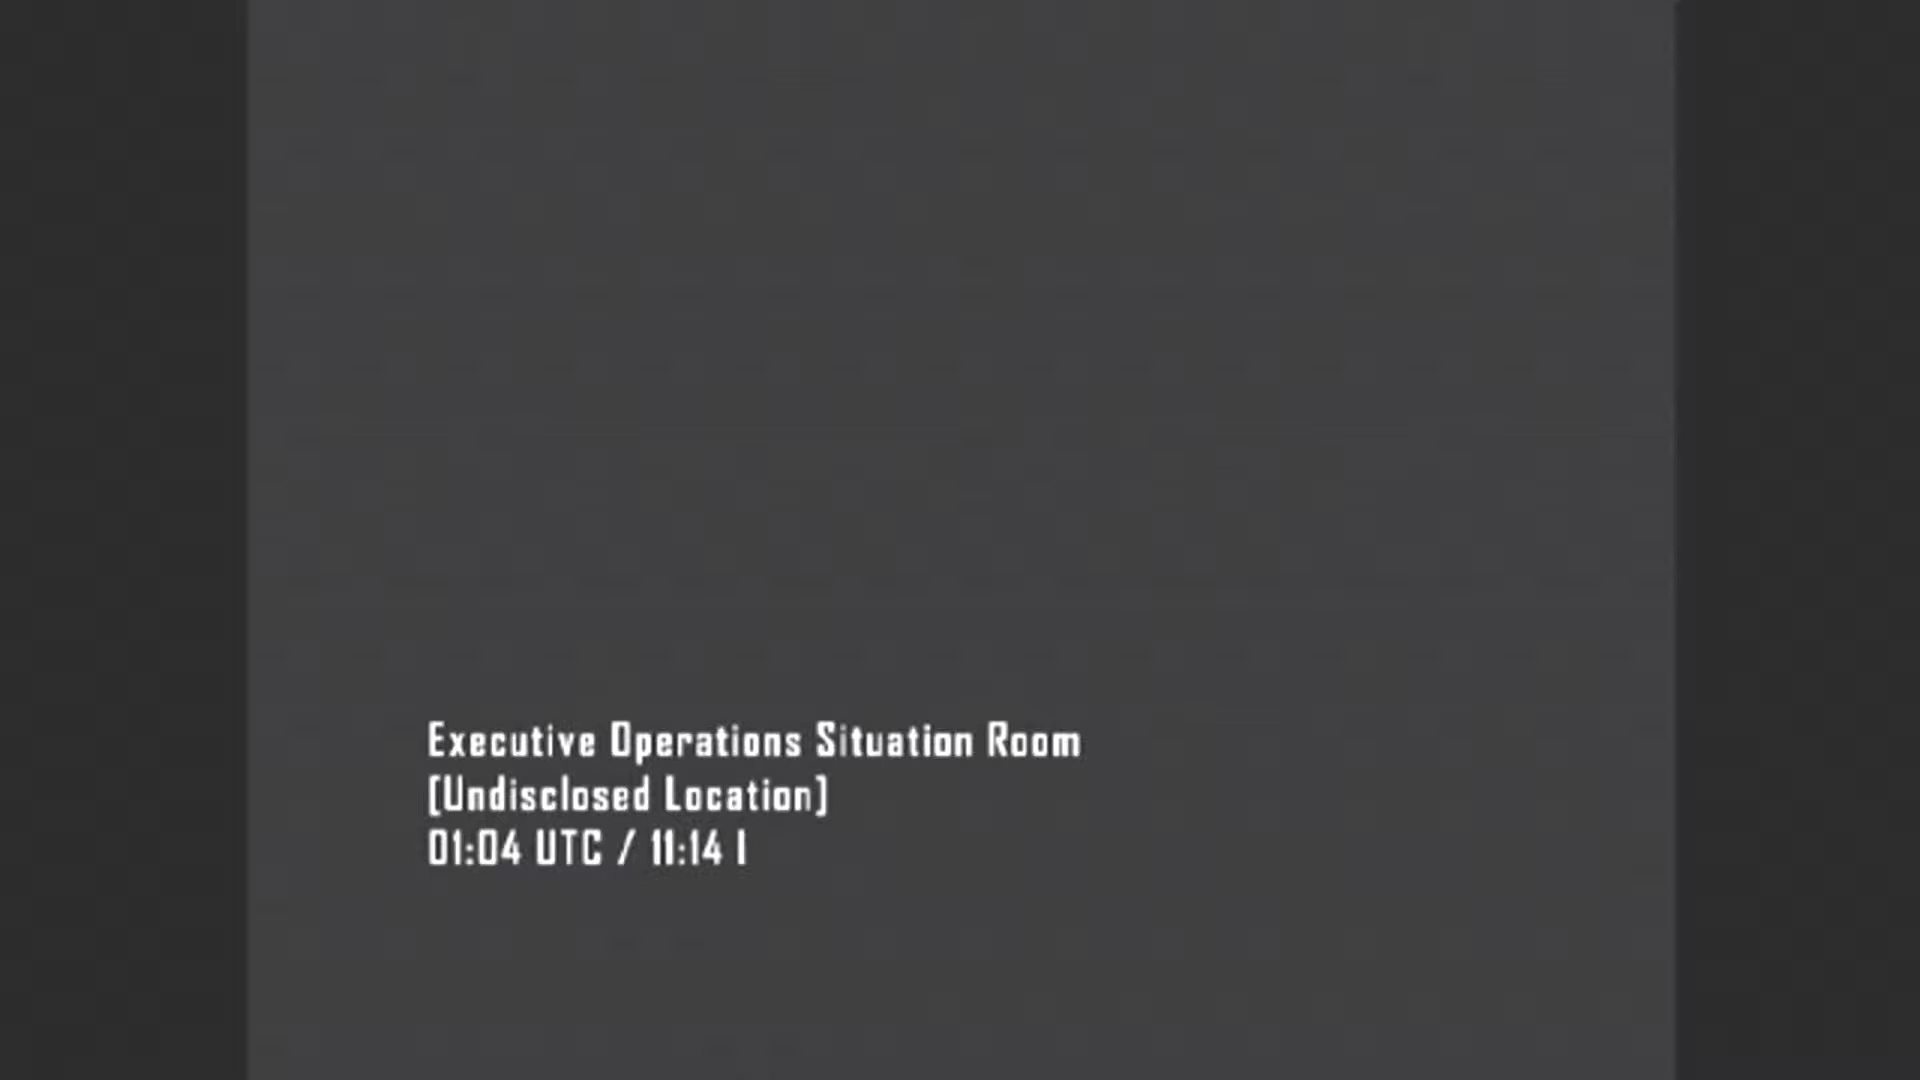 Executive Operations Situation Room
[Undisclosed Location]
01:04 UTC / 11:14 l